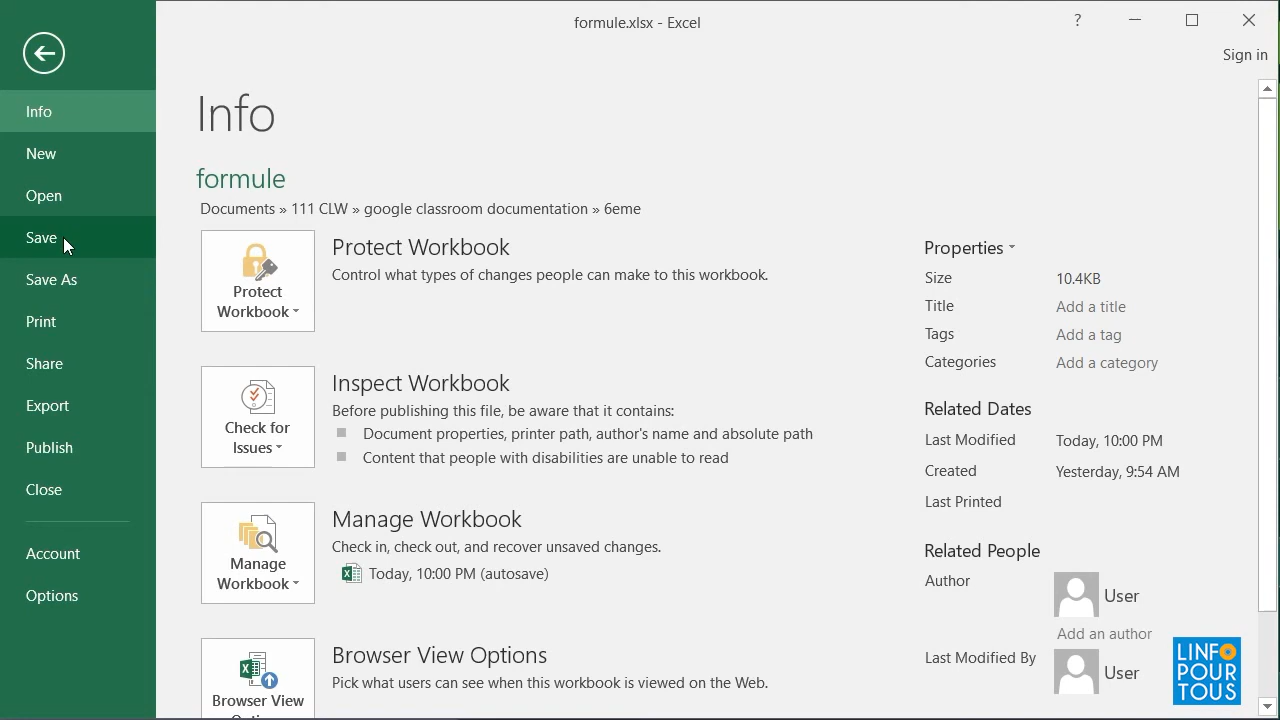 formule.xlsx - Excel
?
Sign in
Info
New
Open
Save
Save As
Print
Share
Export
Publish
Close
Account
Options
Info
formule
Documents » 111 CLW » google classroom documentation » 6eme
Protect
Workbook
Protect Workbook
Control what types of changes people can make to this workbook.
Check for
Issues
Inspect Workbook
Before publishing this file, be aware that it contains:
Document properties, printer path, author's name and absolute path
Content that people with disabilities are unable to read
Manage
Workbook
Manage Workbook
Check in, check out, and recover unsaved changes.
Today, 10:00 PM (autosave)
Browser View
Browser View Options
Pick what users can see when this workbook is viewed on the Web.
Properties
Size 10.4KB
Title Add a title
Tags Add a tag
Categories Add a category
Related Dates
Last Modified Today, 10:00 PM
Created Yesterday, 9:54 AM
Last Printed
Related People
Author User
Add an author
Last Modified By User
LINFO
POUR
TOUS